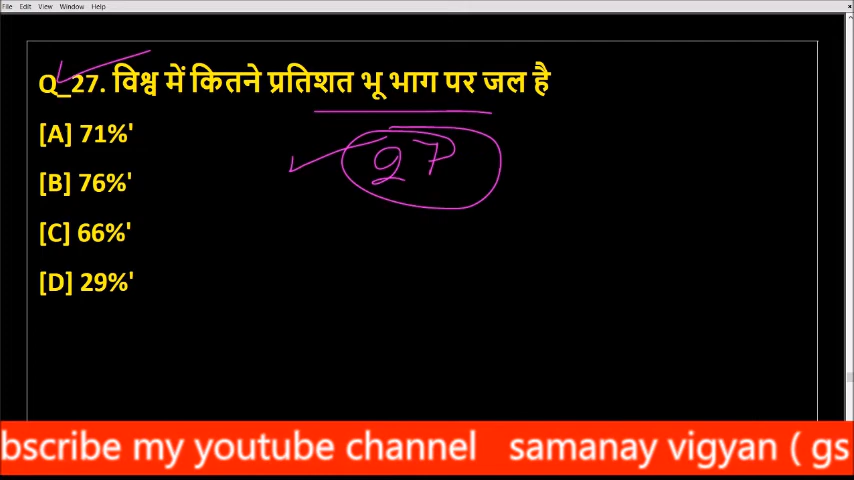 File Edit View Window Help
Q_27. विश्व में कितने प्रतिशत भू भाग पर जल है
[A] 71%'
27
[B] 76%'
[C] 66%'
[D] 29%'
bscribe my youtube channel samanay vigyan ( gs